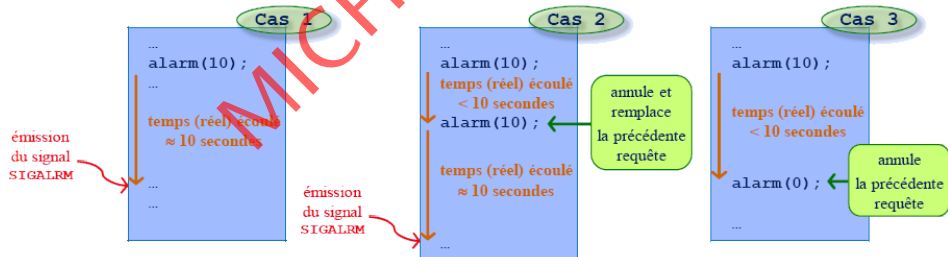 Cas 1
...
alarm(10);
...
temps (réel) écoulé
≈ 10 secondes
émission
du signal
SIGALRM
...
...
Cas 2
...
alarm(10);
temps (réel) écoulé
< 10 secondes
alarm(10);
annule et
remplace
la précédente
requête
temps (réel) écoulé
≈ 10 secondes
émission
du signal
SIGALRM
...
Cas 3
...
alarm(10);
temps (réel) écoulé
< 10 secondes
alarm(0);
annule
la précédente
requête
...
MICH